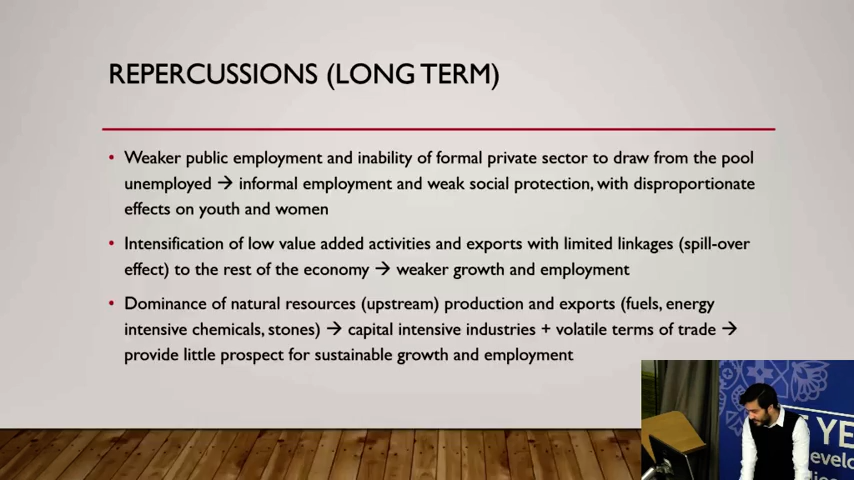 REPERCUSSIONS (LONG TERM)
• Weaker public employment and inability of formal private sector to draw from the pool
unemployed → informal employment and weak social protection, with disproportionate
effects on youth and women
• Intensification of low value added activities and exports with limited linkages (spill-over
effect) to the rest of the economy → weaker growth and employment
• Dominance of natural resources (upstream) production and exports (fuels, energy
intensive chemicals, stones) → capital intensive industries + volatile terms of trade →
provide little prospect for sustainable growth and employment
YE
evelo